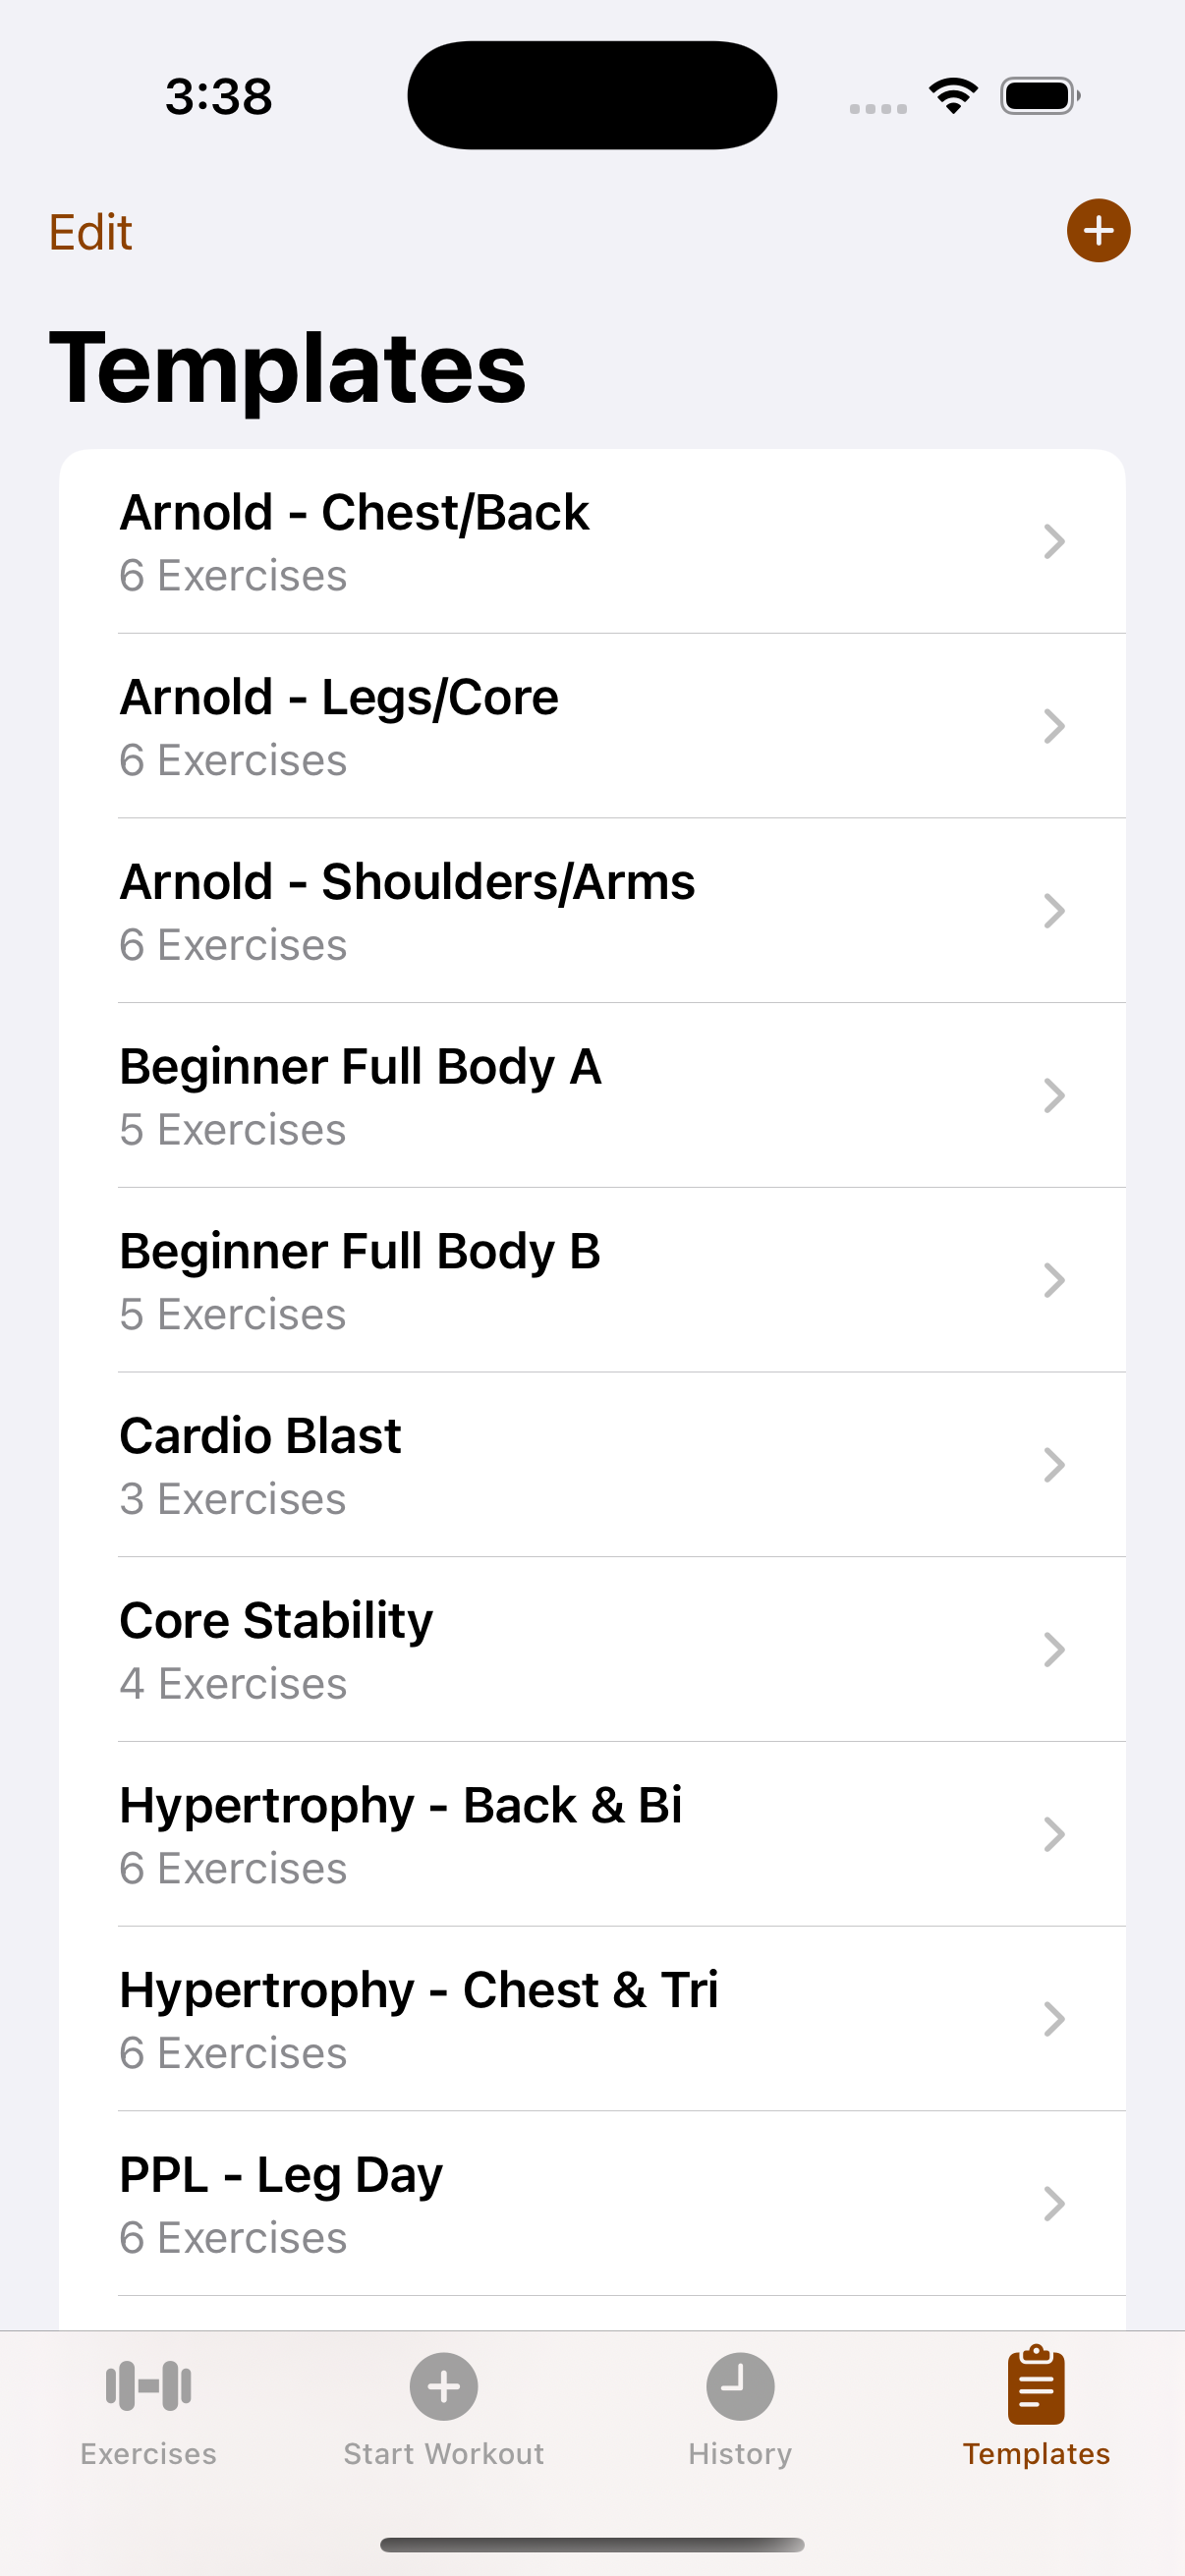 3:38
Edit
Templates
Arnold - Chest/Back
6 Exercises
Arnold - Legs/Core
6 Exercises
Arnold - Shoulders/Arms
6 Exercises
Beginner Full Body A
5 Exercises
Beginner Full Body B
5 Exercises
Cardio Blast
3 Exercises
Core Stability
4 Exercises
Hypertrophy - Back & Bi
6 Exercises
Hypertrophy - Chest & Tri
6 Exercises
PPL - Leg Day
6 Exercises
Exercises
Start Workout
History
Templates